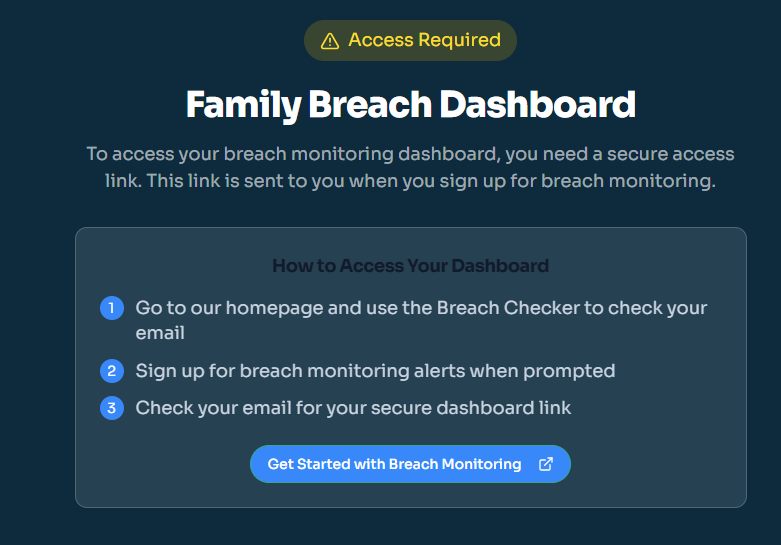 Access Required
Family Breach Dashboard
To access your breach monitoring dashboard, you need a secure access
link. This link is sent to you when you sign up for breach monitoring.
How to Access Your Dashboard
1 Go to our homepage and use the Breach Checker to check your
email
2 Sign up for breach monitoring alerts when prompted
3 Check your email for your secure dashboard link
Get Started with Breach Monitoring